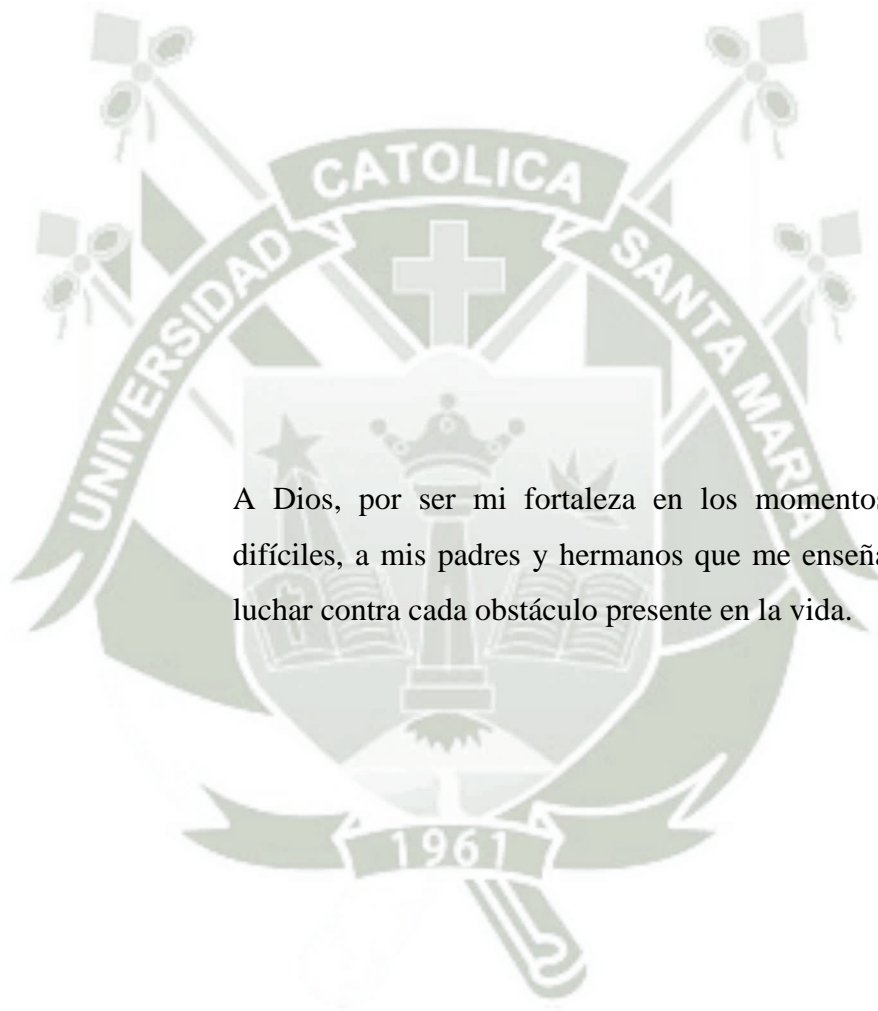 CATOLICA
UNIVERSIDAD
SANTA MARIA
A Dios, por ser mi fortaleza en los momentos
difíciles, a mis padres y hermanos que me enseña
luchar contra cada obstáculo presente en la vida.
1961